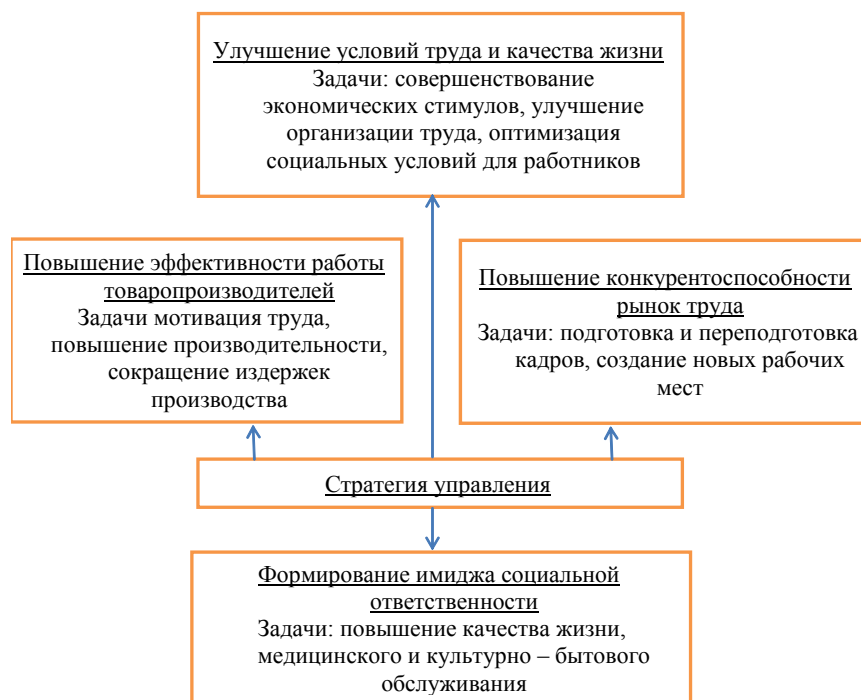 Улучшение условий труда и качества жизни
Задачи: совершенствование
экономических стимулов, улучшение
организации труда, оптимизация
социальных условий для работников
Повышение эффективности работы
товаропроизводителей
Задачи мотивация труда,
повышение производительности,
сокращение издержек
производства
Повышение конкурентоспособности
рынок труда
Задачи: подготовка и переподготовка
кадров, создание новых рабочих
мест
Стратегия управления
Формирование имиджа социальной
ответственности
Задачи: повышение качества жизни,
медицинского и культурно – бытового
обслуживания